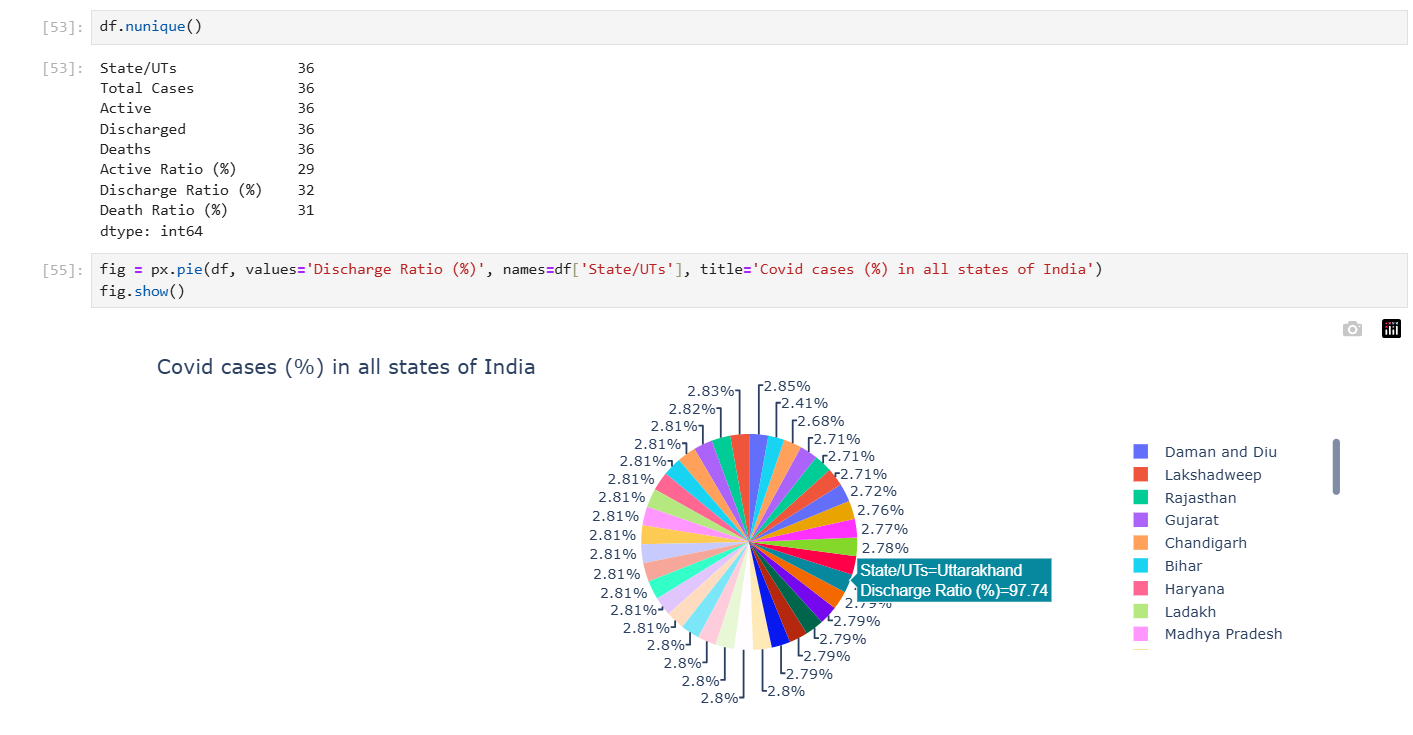 [53]: df.nunique()
[53]: State/UTs 36
Total Cases 36
Active 36
Discharged 36
Deaths 36
Active Ratio (%) 29
Discharge Ratio (%) 32
Death Ratio (%) 31
dtype: int64
[55]: fig = px.pie(df, values='Discharge Ratio (%)', names=df['State/UTs'], title='Covid cases (%) in all states of India')
fig.show()
Covid cases (%) in all states of India
2.85%
2.41%
2.68%
2.71%
2.71%
2.71%
2.72%
2.76%
2.77%
2.78%
State/UTs=Uttarakhand
Discharge Ratio (%)=97.74
2.79%
2.79%
2.79%
2.79%
2.79%
2.8%
2.8%
2.8%
2.8%
2.8%
2.81%
2.81%
2.81%
2.81%
2.81%
2.81%
2.81%
2.81%
2.81%
2.81%
2.81%
2.81%
2.82%
2.83%
Daman and Diu
Lakshadweep
Rajasthan
Gujarat
Chandigarh
Bihar
Haryana
Ladakh
Madhya Pradesh